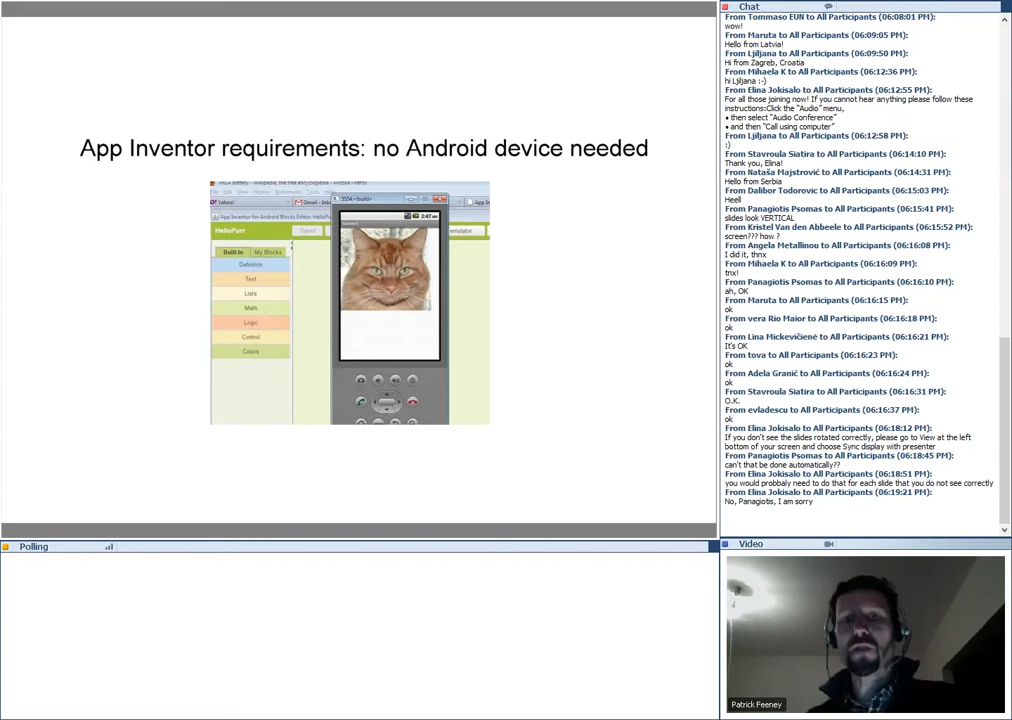 App Inventor requirements: no Android device needed
5554:<build>
Yahoo!
App Inventor for Android Blocks Editor: HelloPu
HelloPurr
Saved
emulator
2:47
Built-In
My Blocks
Definition
Text
Lists
Math
Logic
Control
Colors
Polling
Chat
From Tommaso EUN to All Participants (06:08:01 PM):
wow!
From Maruta to All Participants (06:09:05 PM):
Hello from Latvia!
From Ljiljana to All Participants (06:09:50 PM):
Hi from Zagreb, Croatia
From Mihaela K to All Participants (06:12:36 PM):
hi Ljiljana :-)
From Elina Jokisalo to All Participants (06:12:55 PM):
For all those joining now! If you cannot hear anything please follow these
instructions:Click the "Audio" menu,
• then select "Audio Conference"
• and then "Call using computer"
From Ljiljana to All Participants (06:12:58 PM):
:)
From Stavroula Siatira to All Participants (06:14:10 PM):
Thank you, Elina!
From Nataša Majstrović to All Participants (06:14:31 PM):
Hello from Serbia
From Dalibor Todorovic to All Participants (06:15:03 PM):
Heell
From Panagiotis Psomas to All Participants (06:15:41 PM):
slides look VERTICAL
From Kristel Van den Abbeele to All Participants (06:15:52 PM):
screen??? how ?
From Angela Metallinou to All Participants (06:16:08 PM):
I did it, thnx
From Mihaela K to All Participants (06:16:09 PM):
tnx!
From Panagiotis Psomas to All Participants (06:16:10 PM):
ah, OK
From Maruta to All Participants (06:16:15 PM):
ok
From vera Rio Maior to All Participants (06:16:18 PM):
ok
From Lina Mickevičienė to All Participants (06:16:21 PM):
It's OK
From tova to All Participants (06:16:23 PM):
ok
From Adela Granić to All Participants (06:16:24 PM):
ok
From Stavroula Siatira to All Participants (06:16:31 PM):
O.K.
From evladescu to All Participants (06:16:37 PM):
ok
From Elina Jokisalo to All Participants (06:18:12 PM):
If you don't see the slides rotated correctly, please go to View at the left
bottom of your screen and choose Sync display with presenter
From Panagiotis Psomas to All Participants (06:18:45 PM):
can't that be done automatically??
From Elina Jokisalo to All Participants (06:18:51 PM):
you would probbaly need to do that for each slide that you do not see correctly
From Elina Jokisalo to All Participants (06:19:21 PM):
No, Panagiotis, I am sorry
Video
Patrick Feeney